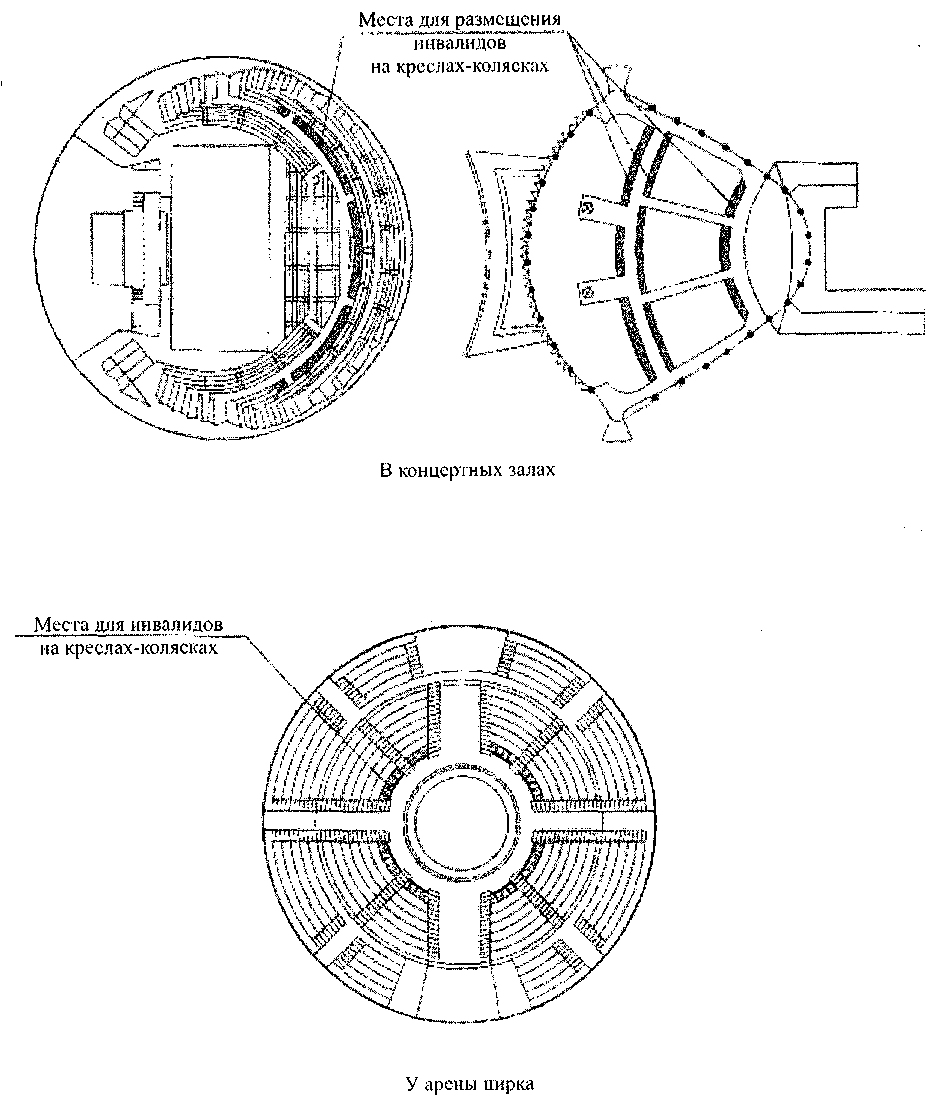 Места для размещения
инвалидов
на креслах-колясках
В концертных залах
Места для инвалидов
на креслах-колясках
У арены цирка